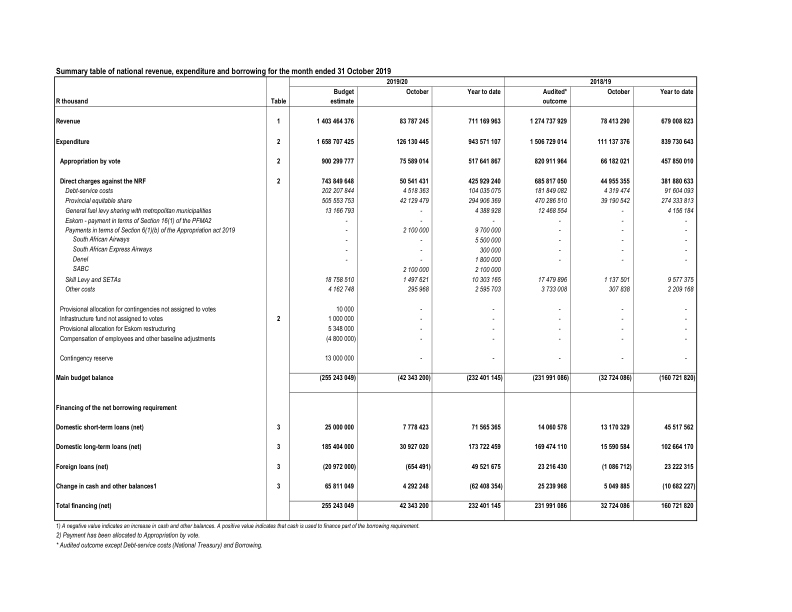 Summary table of national revenue, expenditure and borrowing for the month ended 31 October 2019
2019/20 2018/19
Budget October Year to date Audited* October Year to date
R thousand Table estimate outcome
Revenue 1 1 403 464 376 83 787 245 711 169 963 1 274 737 929 78 413 290 679 008 823
Expenditure 2 1 658 707 425 126 130 445 943 571 107 1 506 729 014 111 137 376 839 730 643
Appropriation by vote 2 900 299 777 75 589 014 517 641 867 820 911 964 66 182 021 457 850 010
Direct charges against the NRF 2 743 849 648 50 541 431 425 929 240 685 817 050 44 955 355 381 880 633
Debt-service costs 202 207 844 4 518 363 104 035 075 181 849 082 4 319 474 91 604 093
Provincial equitable share 505 553 753 42 129 479 294 906 369 470 286 510 39 190 542 274 333 813
General fuel levy sharing with metropolitan municipalities 13 166 793 - 4 388 928 12 468 554 - 4 156 184
Eskom - payment in terms of Section 16(1) of the PFMA2 - - - - - -
Payments in terms of Section 6(1)(b) of the Appropriation act 2019 - 2 100 000 9 700 000 - - -
South African Airways - - 5 500 000 - - -
South African Express Airways - - 300 000 - - -
Denel - - 1 800 000 - - -
SABC 2 100 000 2 100 000
Skill Levy and SETAs 18 758 510 1 497 621 10 303 165 17 479 896 1 137 501 9 577 375
Other costs 4 162 748 295 968 2 595 703 3 733 008 307 838 2 209 168
Provisional allocation for contingencies not assigned to votes 10 000 - - - - -
Infrastructure fund not assigned to votes 2 1 000 000 - - - - -
Provisional allocation for Eskom restructuring 5 348 000 - - - - -
Compensation of employees and other baseline adjustments (4 800 000) - - - - -
Contingency reserve 13 000 000 - - - - -
Main budget balance (255 243 049) (42 343 200) (232 401 145) (231 991 086) (32 724 086) (160 721 820)
Financing of the net borrowing requirement
Domestic short-term loans (net) 3 25 000 000 7 778 423 71 565 365 14 060 578 13 170 329 45 517 562
Domestic long-term loans (net) 3 185 404 000 30 927 020 173 722 459 169 474 110 15 590 584 102 664 170
Foreign loans (net) 3 (20 972 000) (654 491) 49 521 675 23 216 430 (1 086 712) 23 222 315
Change in cash and other balances1 3 65 811 049 4 292 248 (62 408 354) 25 239 968 5 049 885 (10 682 227)
Total financing (net) 255 243 049 42 343 200 232 401 145 231 991 086 32 724 086 160 721 820
1) A negative value indicates an increase in cash and other balances. A positive value indicates that cash is used to finance part of the borrowing requirement.
2) Payment has been allocated to Appropriation by vote.
* Audited outcome except Debt-service costs (National Treasury) and Borrowing.